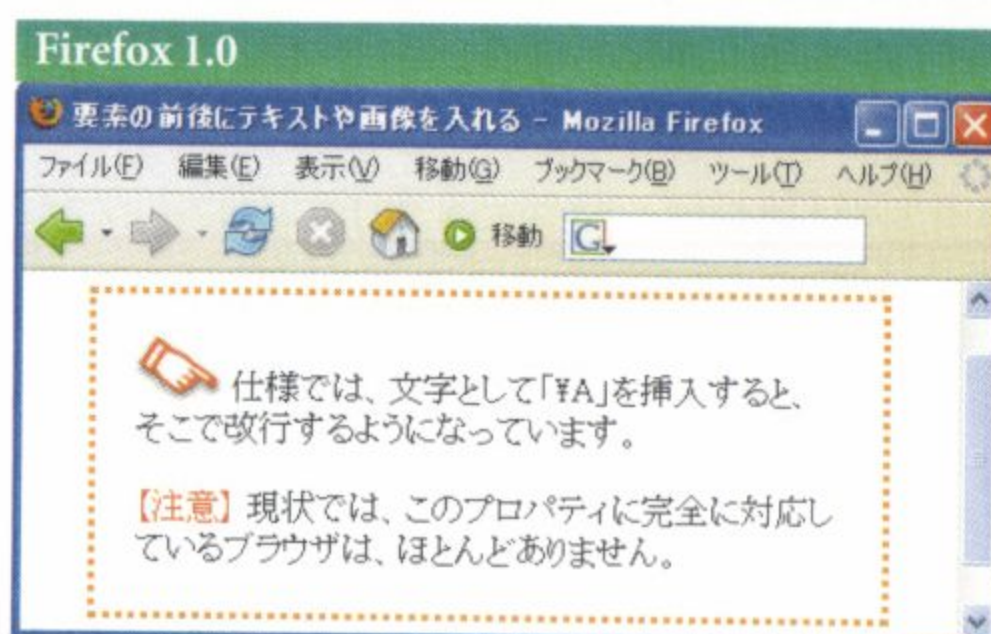 Firefox 1.0
要素の前後にテキストや画像を入れる - Mozilla Firefox
ファイル(F) 編集(E) 表示(V) 移動(G) ブックマーク(B) ツール(T) ヘルプ(H)
移動 G
仕様では、文字として「¥A」を挿入すると、
そこで改行するようになっています。
【注意】現状では、このプロパティに完全に対応し
ているブラウザは、ほとんどありません。